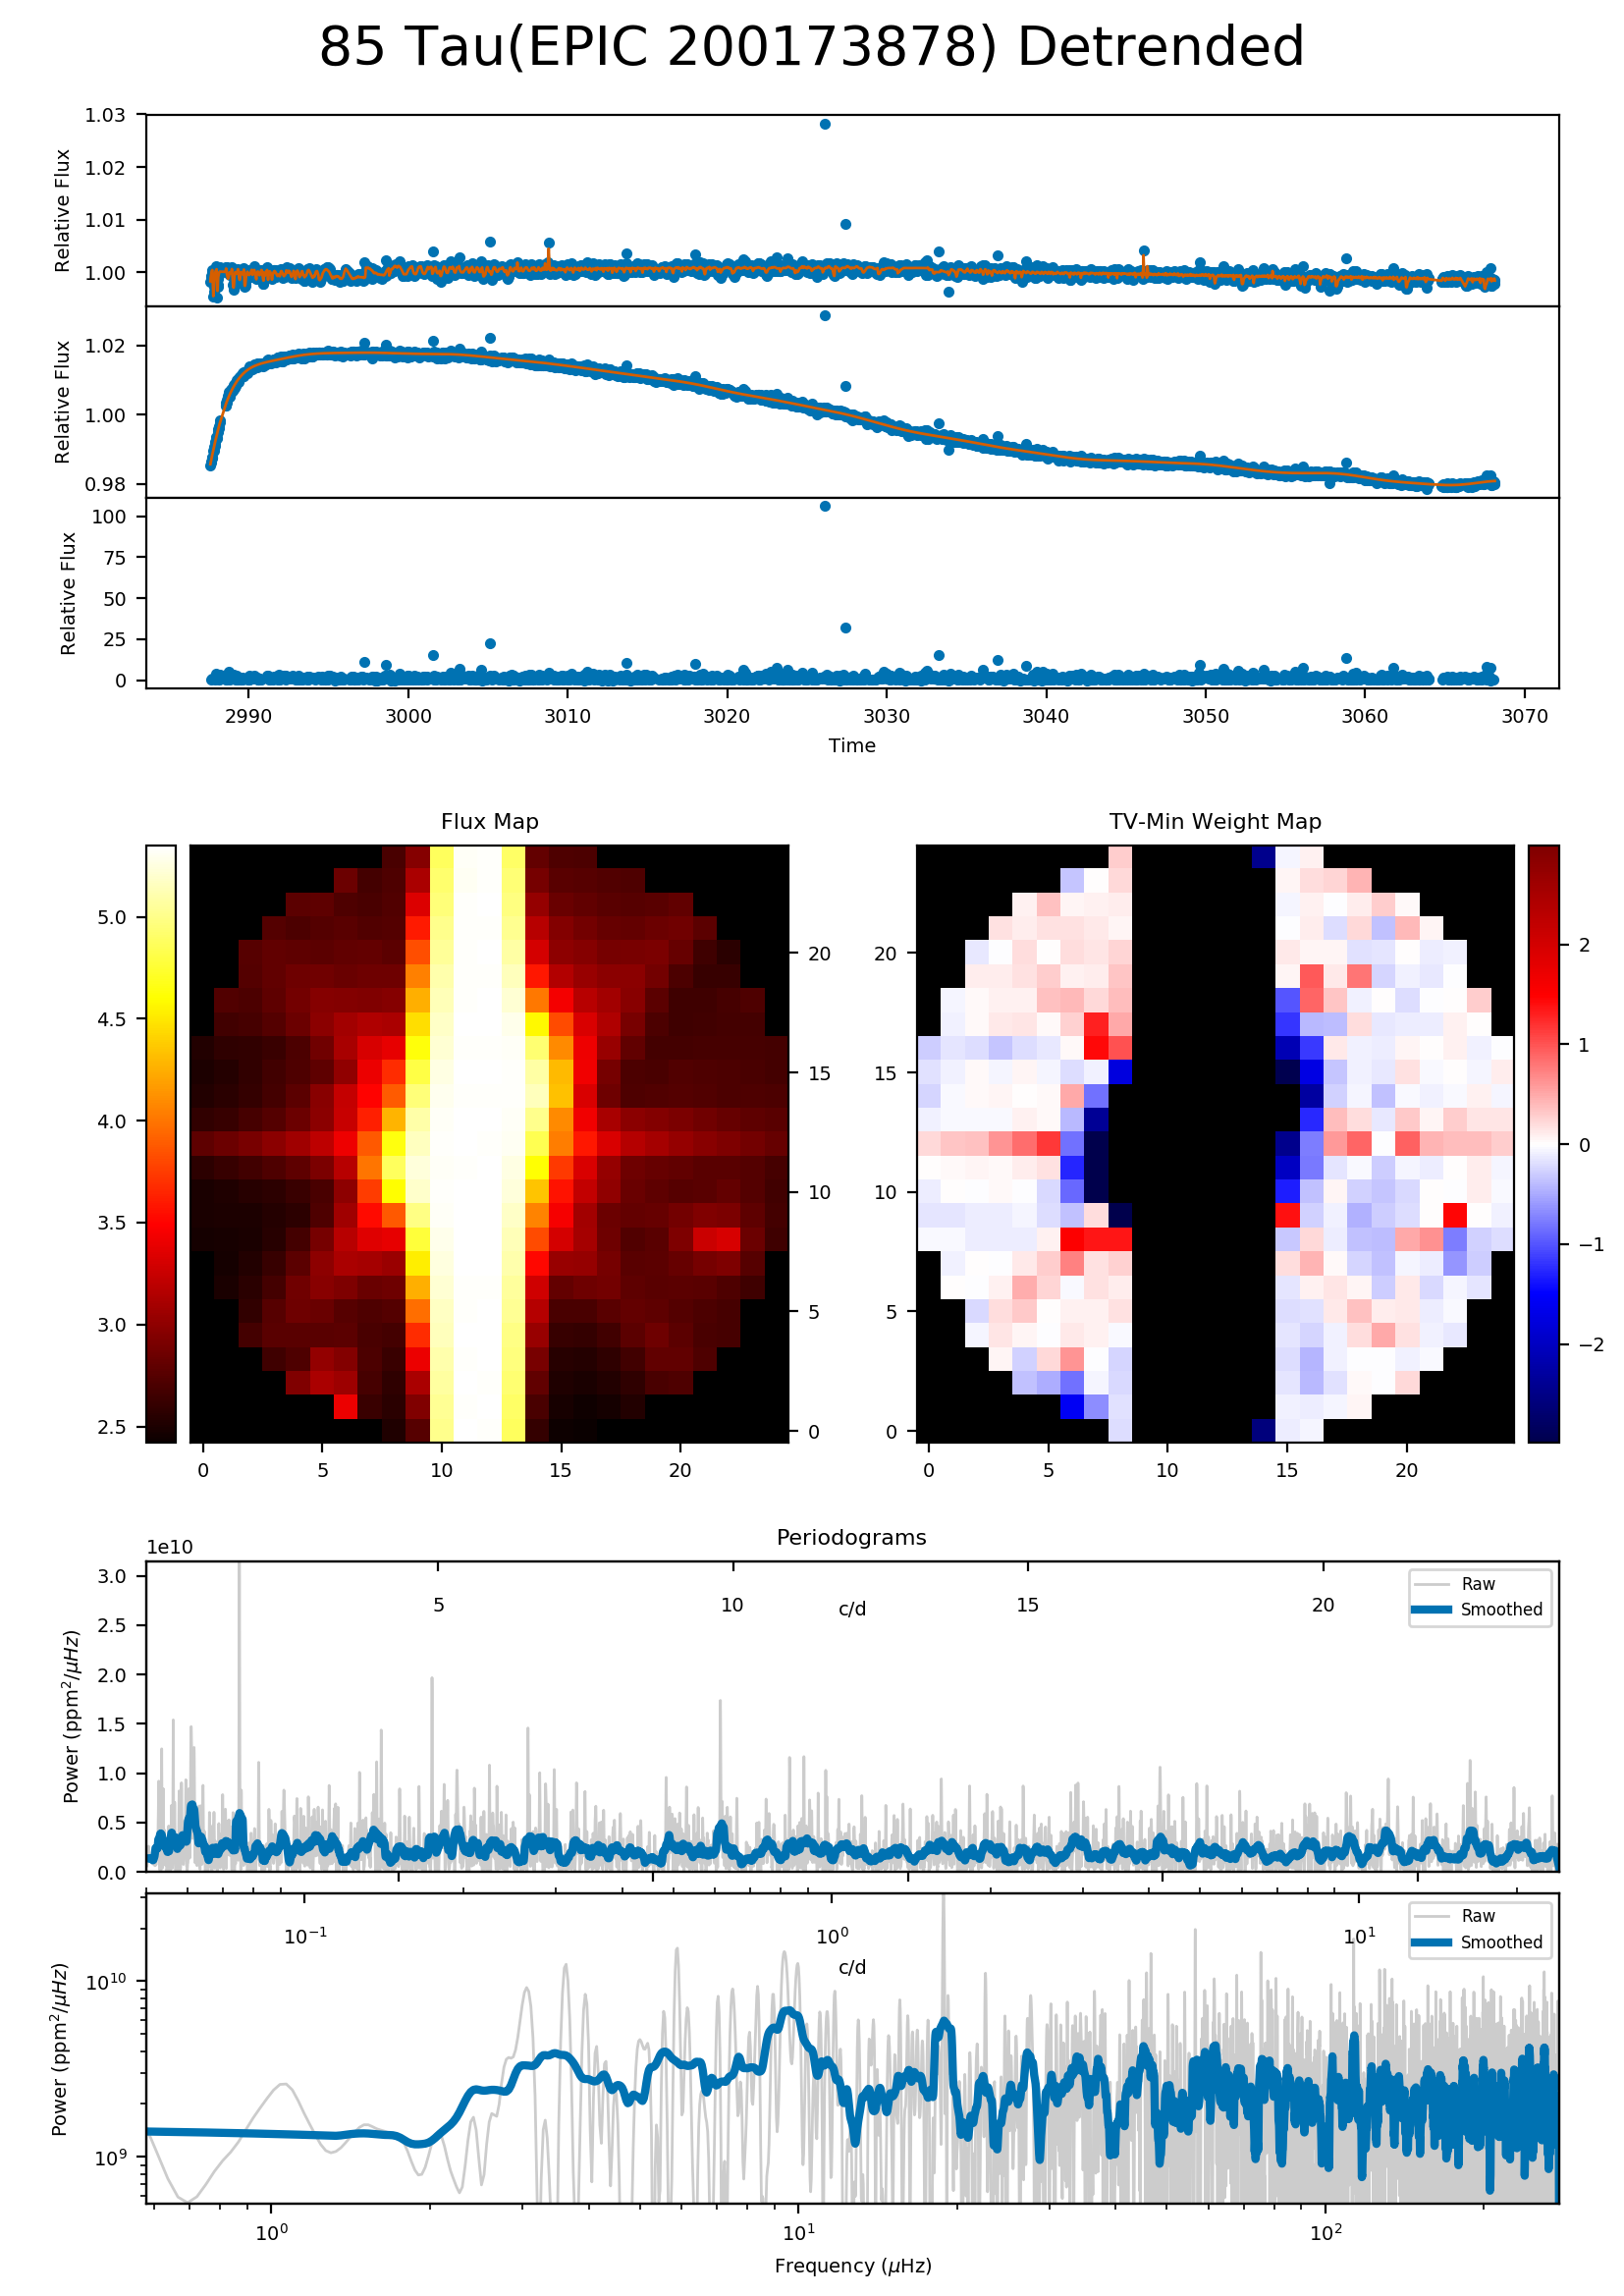 85 Tau(EPIC 200173878) Detrended
1.03
1.02
1.01
1.00
Relative Flux
1.02
1.00
0.98
Relative Flux
100
75
50
25
0
Relative Flux
2990 3000 3010 3020 3030 3040 3050 3060 3070
Time
Flux Map
TV-Min Weight Map
5.0
4.5
4.0
3.5
3.0
2.5
20
15
10
5
0
0 5 10 15 20
20
15
10
5
0
0 5 10 15 20
2
1
0
−1
−2
Periodograms
1e10
3.0
2.5
2.0
1.5
1.0
0.5
0.0
Power (ppm²/μHz)
5 10 15 20
c/d
Raw
Smoothed
10⁻¹ 10⁰ 10¹
c/d
Raw
Smoothed
10¹⁰
10⁹
Power (ppm²/μHz)
10⁰ 10¹ 10²
Frequency (μHz)